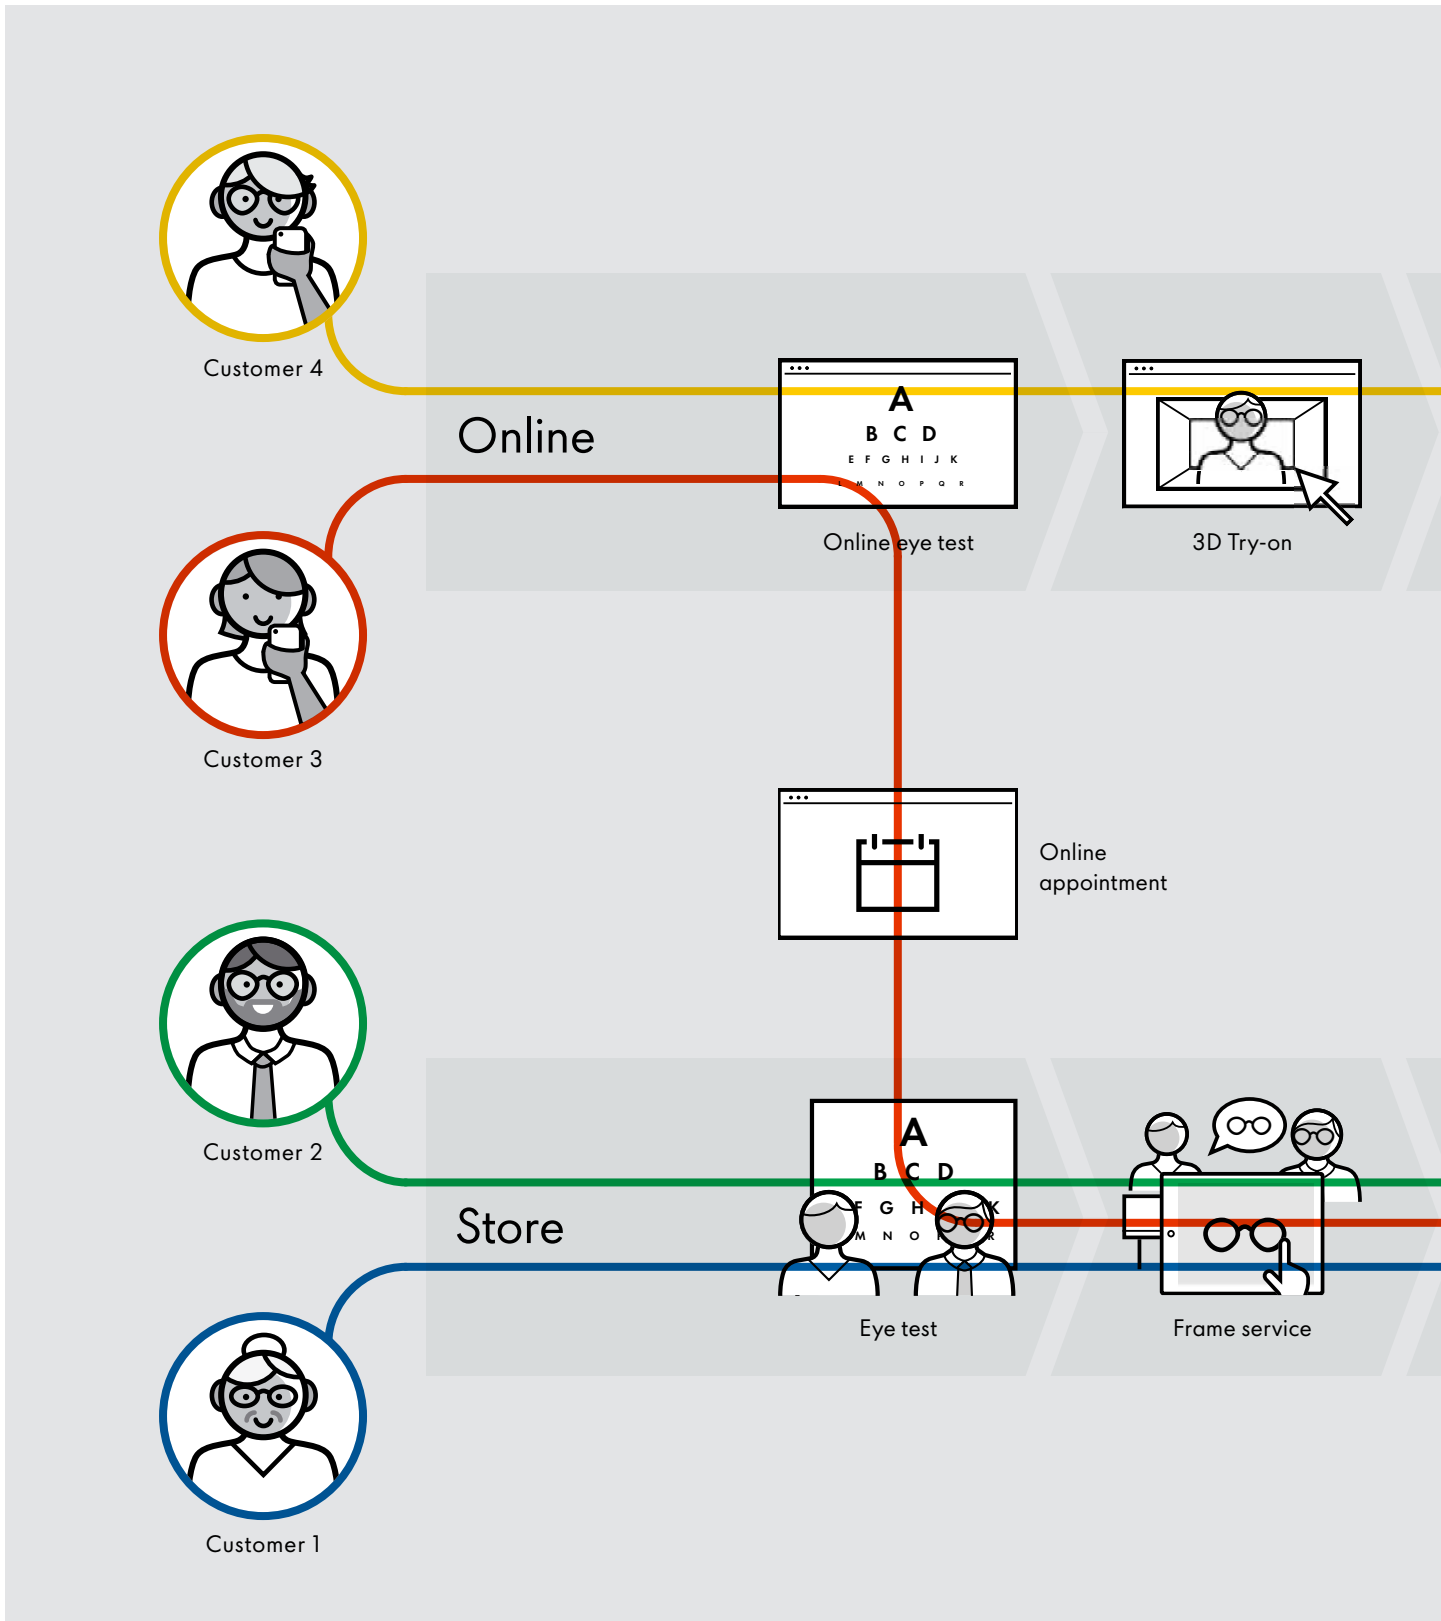 Customer 4
Online
A
B C D
E F G H I J K
L M N O P Q R
Online eye test
3D Try-on
Customer 3
Online
appointment
Customer 2
Store
A
B C D
F G H K
M N O R
Eye test
Frame service
Customer 1